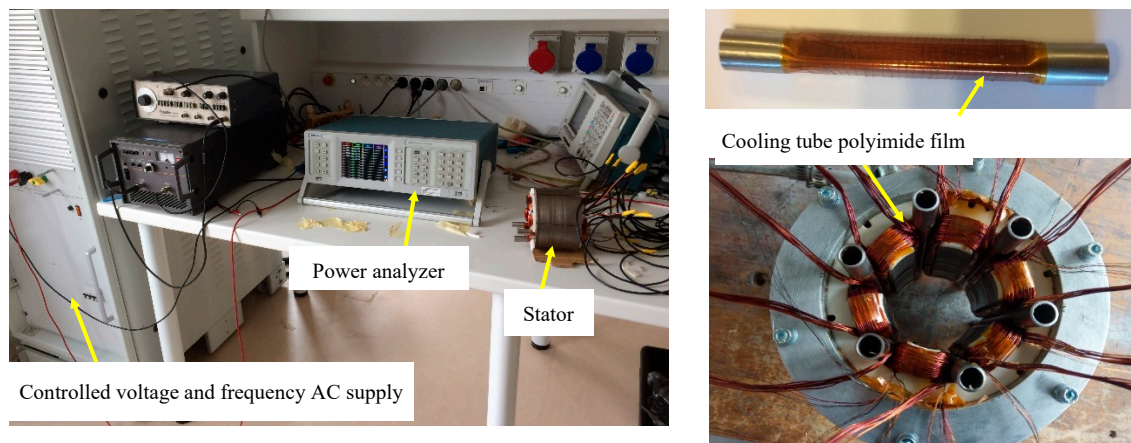 Cooling tube polyimide film
Power analyzer
Stator
Controlled voltage and frequency AC supply